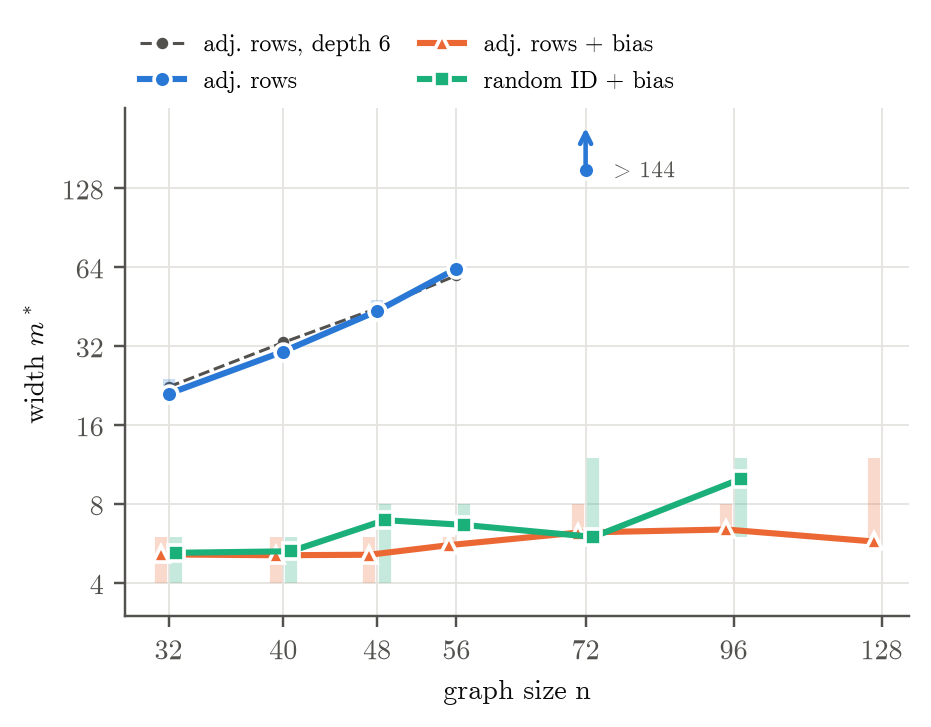 adj. rows, depth 6
adj. rows + bias
adj. rows
random ID + bias
> 144
128
64
32
16
8
4
width m*
32 40 48 56 72 96 128
graph size n